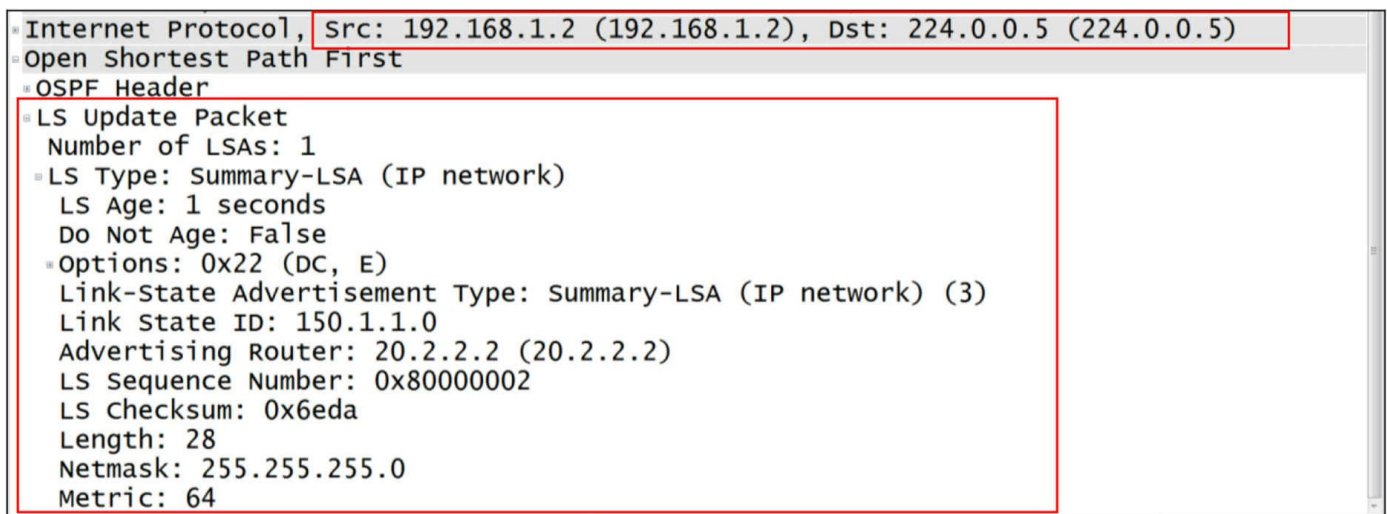 Internet Protocol, Src: 192.168.1.2 (192.168.1.2), Dst: 224.0.0.5 (224.0.0.5)
Open Shortest Path First
OSPF Header
LS Update Packet
Number of LSAs: 1
LS Type: Summary-LSA (IP network)
LS Age: 1 seconds
Do Not Age: False
Options: 0x22 (DC, E)
Link-State Advertisement Type: Summary-LSA (IP network) (3)
Link State ID: 150.1.1.0
Advertising Router: 20.2.2.2 (20.2.2.2)
LS Sequence Number: 0x80000002
LS Checksum: 0x6eda
Length: 28
Netmask: 255.255.255.0
Metric: 64